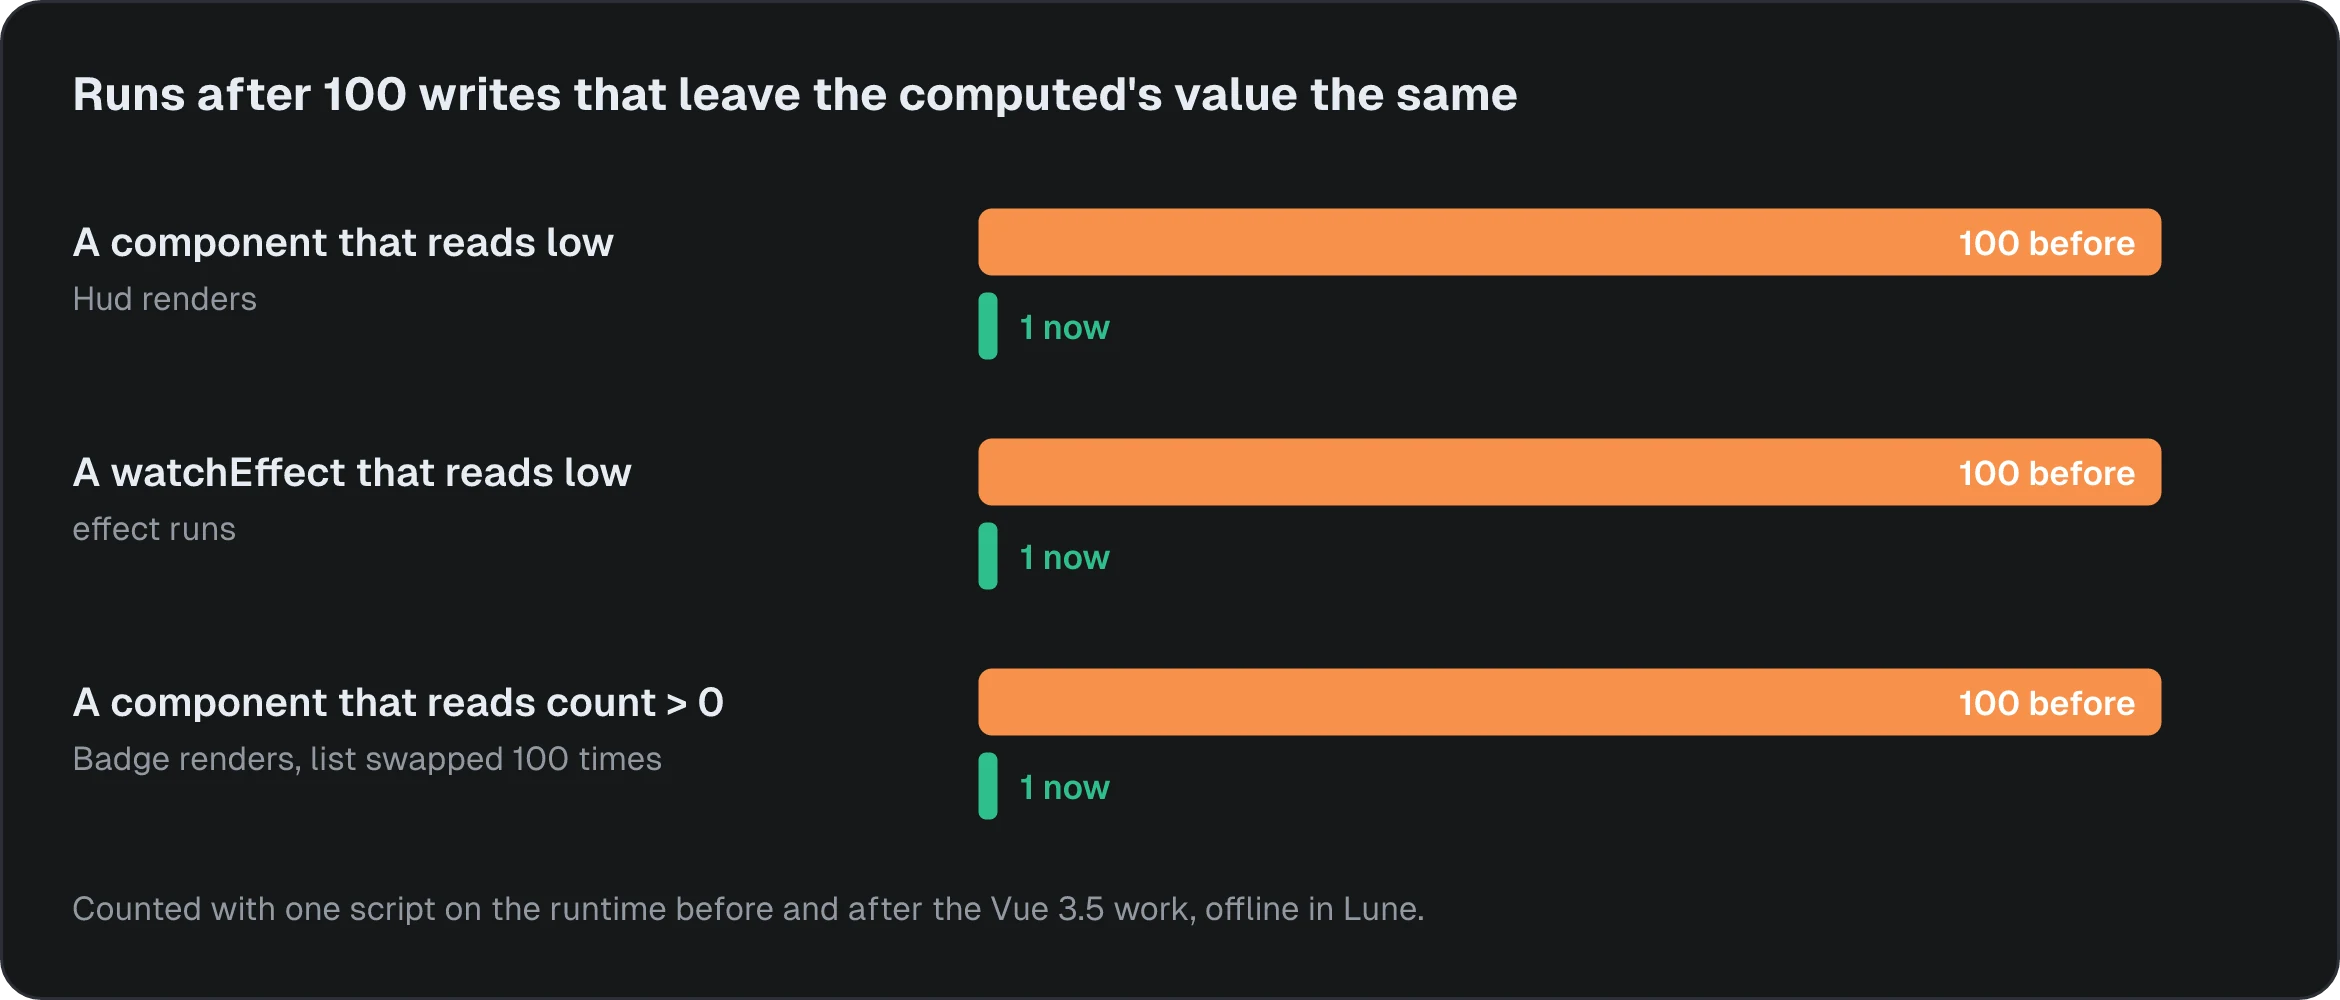 Runs after 100 writes that leave the computed's value the same
A component that reads low
Hud renders
100 before
1 now
A watchEffect that reads low
effect runs
100 before
1 now
A component that reads count > 0
Badge renders, list swapped 100 times
100 before
1 now
Counted with one script on the runtime before and after the Vue 3.5 work, offline in Lune.